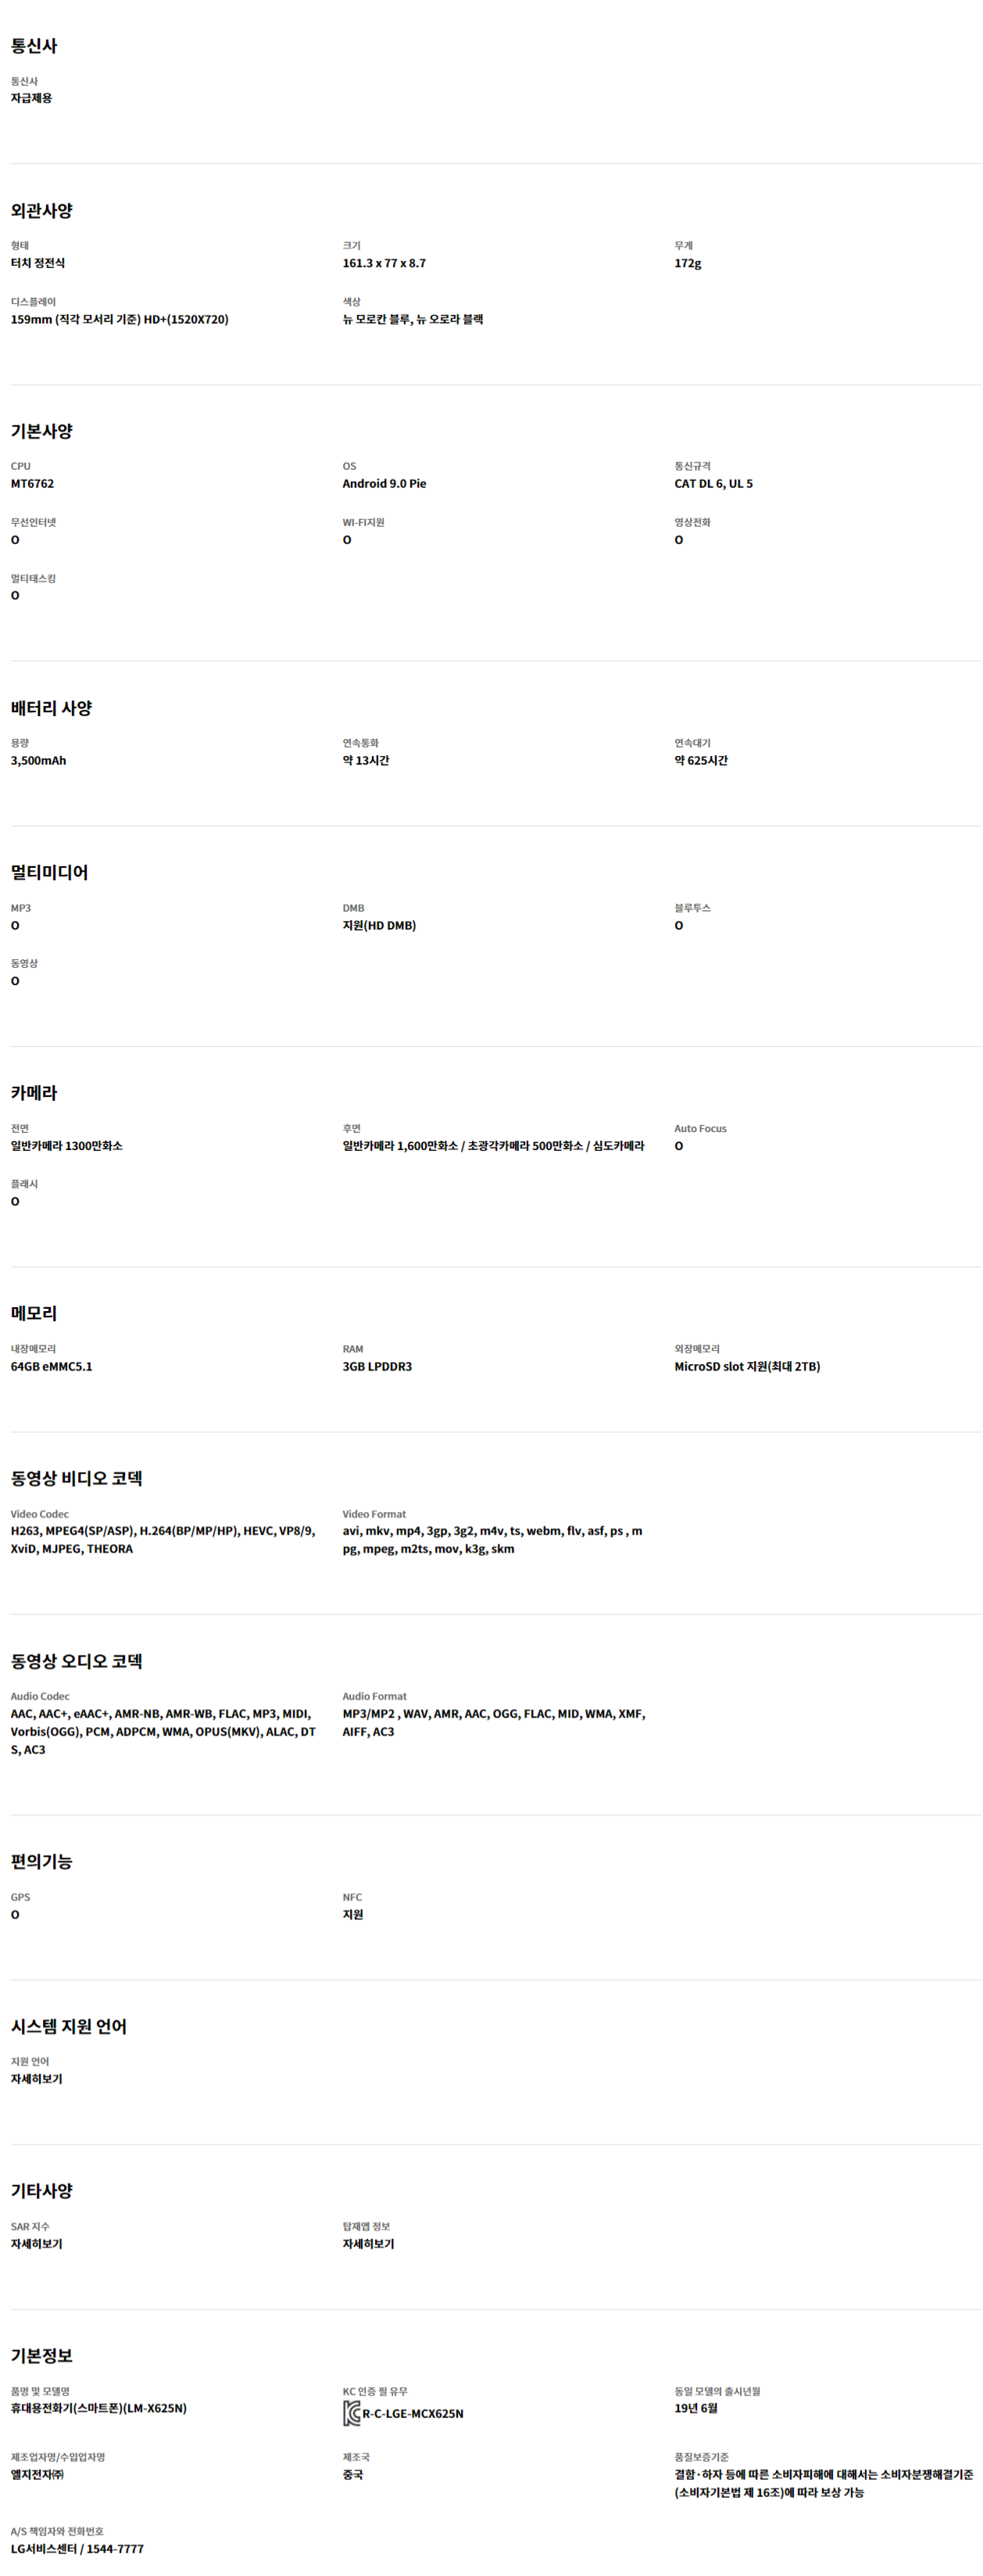 통신사
통신사
자급제용
외관사양
형태
터치 정전식
크기
161.3 x 77 x 8.7
무게
172g
디스플레이
159mm (직각 모서리 기준) HD+(1520X720)
색상
뉴 모로칸 블루, 뉴 오로라 블랙
기본사양
CPU
MT6762
OS
Android 9.0 Pie
통신규격
CAT DL 6, UL 5
무선인터넷
O
WI-FI지원
O
영상전화
O
멀티태스킹
O
배터리 사양
용량
3,500mAh
연속통화
약 13시간
연속대기
약 625시간
멀티미디어
MP3
O
DMB
지원(HD DMB)
블루투스
O
동영상
O
카메라
전면
일반카메라 1300만화소
후면
일반카메라 1,600만화소 / 초광각카메라 500만화소 / 심도카메라
Auto Focus
O
플래시
O
메모리
내장메모리
64GB eMMC5.1
RAM
3GB LPDDR3
외장메모리
MicroSD slot 지원(최대 2TB)
동영상 비디오 코덱
Video Codec
H263, MPEG4(SP/ASP), H.264(BP/MP/HP), HEVC, VP8/9,
XviD, MJPEG, THEORA
Video Format
avi, mkv, mp4, 3gp, 3g2, m4v, ts, webm, flv, asf, ps , m
pg, mpeg, m2ts, mov, k3g, skm
동영상 오디오 코덱
Audio Codec
AAC, AAC+, eAAC+, AMR-NB, AMR-WB, FLAC, MP3, MIDI,
Vorbis(OGG), PCM, ADPCM, WMA, OPUS(MKV), ALAC, DT
S, AC3
Audio Format
MP3/MP2 , WAV, AMR, AAC, OGG, FLAC, MID, WMA, XMF,
AIFF, AC3
편의기능
GPS
O
NFC
지원
시스템 지원 언어
지원 언어
자세히보기
기타사양
SAR 지수
자세히보기
탑재앱 정보
자세히보기
기본정보
품명 및 모델명
휴대용전화기(스마트폰)(LM-X625N)
KC 인증 필 유무
R-C-LGE-MCX625N
동일 모델의 출시년월
19년 6월
제조업자명/수입업자명
엘지전자㈜
제조국
중국
품질보증기준
결함·하자 등에 따른 소비자피해에 대해서는 소비자분쟁해결기준
(소비자기본법 제 16조)에 따라 보상 가능
A/S 책임자와 전화번호
LG서비스센터 / 1544-7777